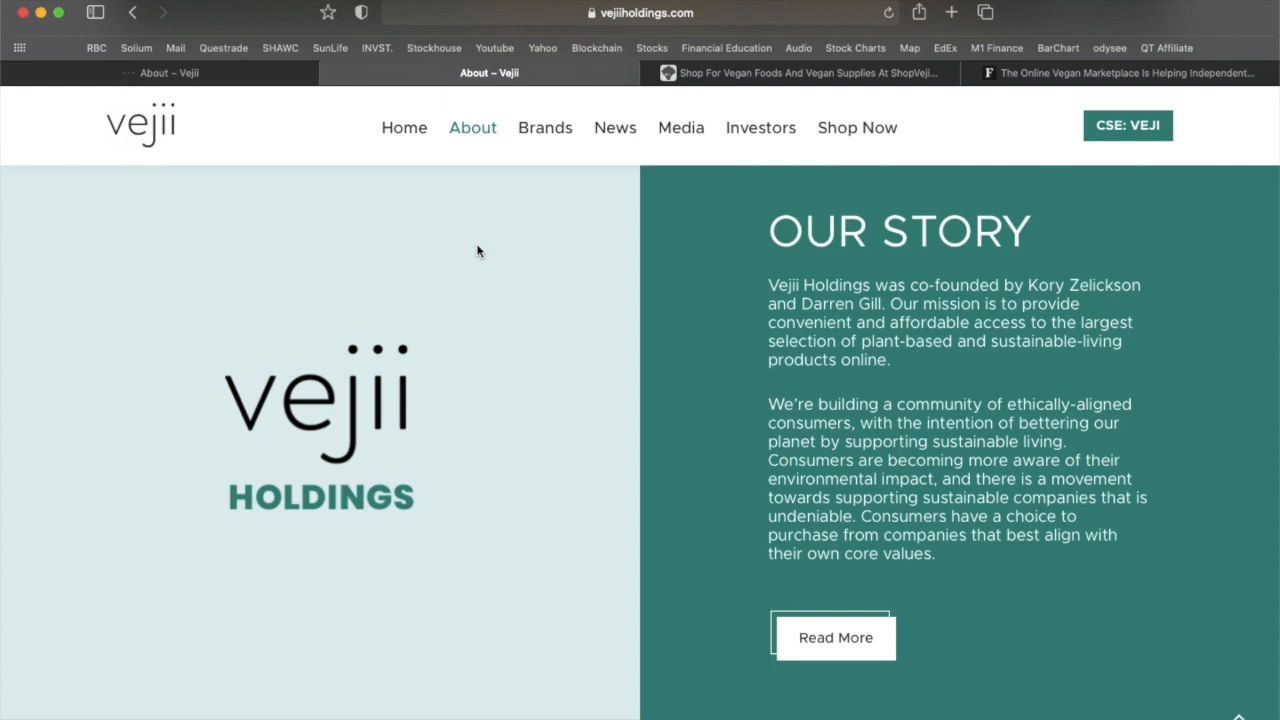 vejiiholdings.com
RBC Solium Mail Questrade SHAWC SunLife INVST. Stockhouse Youtube Yahoo Blockchain Stocks Financial Education Audio Stock Charts Map EdEx M1 Finance BarChart odysee QT Affiliate
About – Vejii
About – Vejii
Shop For Vegan Foods And Vegan Supplies At ShopVeji...
F The Online Vegan Marketplace Is Helping Independent...
vejii
Home About Brands News Media Investors Shop Now
CSE: VEJI
vejii
HOLDINGS
OUR STORY
Vejii Holdings was co-founded by Kory Zelickson
and Darren Gill. Our mission is to provide
convenient and affordable access to the largest
selection of plant-based and sustainable-living
products online.
We're building a community of ethically-aligned
consumers, with the intention of bettering our
planet by supporting sustainable living.
Consumers are becoming more aware of their
environmental impact, and there is a movement
towards supporting sustainable companies that is
undeniable. Consumers have a choice to
purchase from companies that best align with
their own core values.
Read More